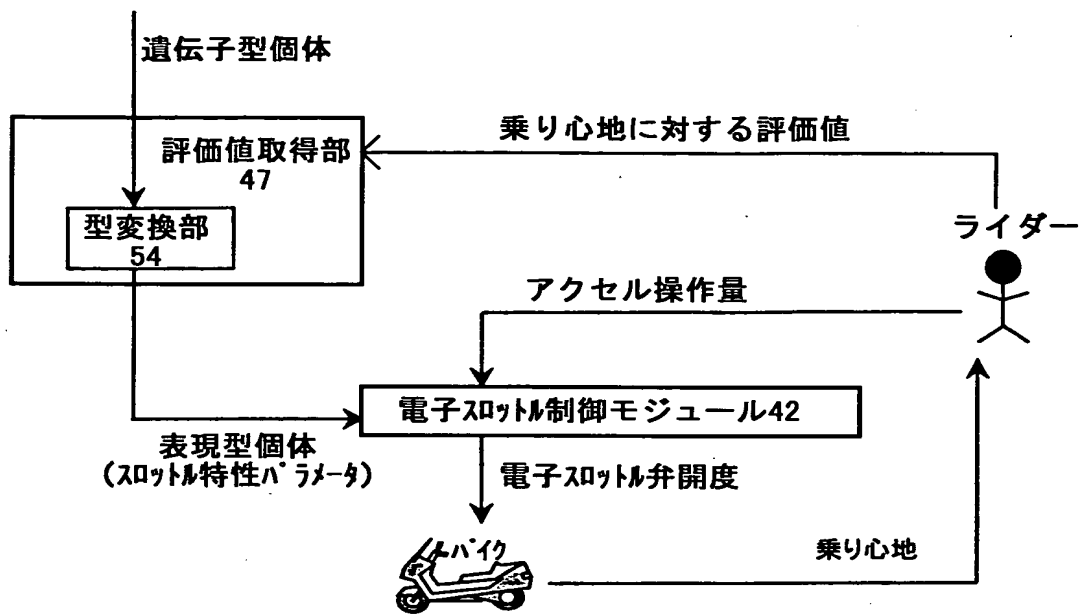 遺伝子型個体
評価値取得部
47
型変換部
54
乗り心地に対する評価値
ライダー
アクセル操作量
電子スロットル制御モジュール42
表現型個体
(スロットル特性パラメータ)
電子スロットル弁開度
バイク
乗り心地